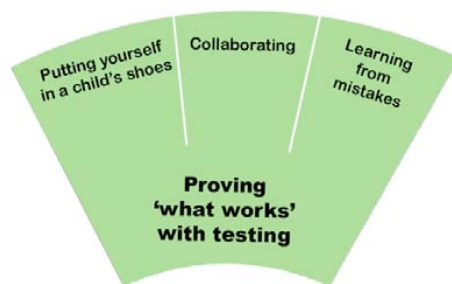 Putting yourself
in a child's shoes
Collaborating
Learning
from
mistakes
Proving
‘what works’
with testing